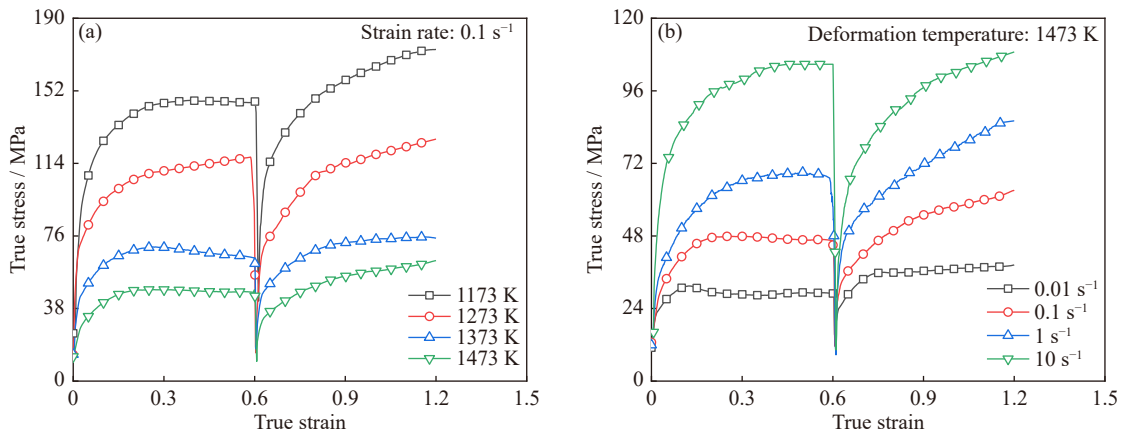 (a)
Strain rate: 0.1 s⁻¹
190
152
114
76
38
0
True stress / MPa
1173 K
1273 K
1373 K
1473 K
0 0.3 0.6 0.9 1.2 1.5
True strain
(b)
Deformation temperature: 1473 K
120
96
72
48
24
0
True stress / MPa
0.01 s⁻¹
0.1 s⁻¹
1 s⁻¹
10 s⁻¹
0 0.3 0.6 0.9 1.2 1.5
True strain